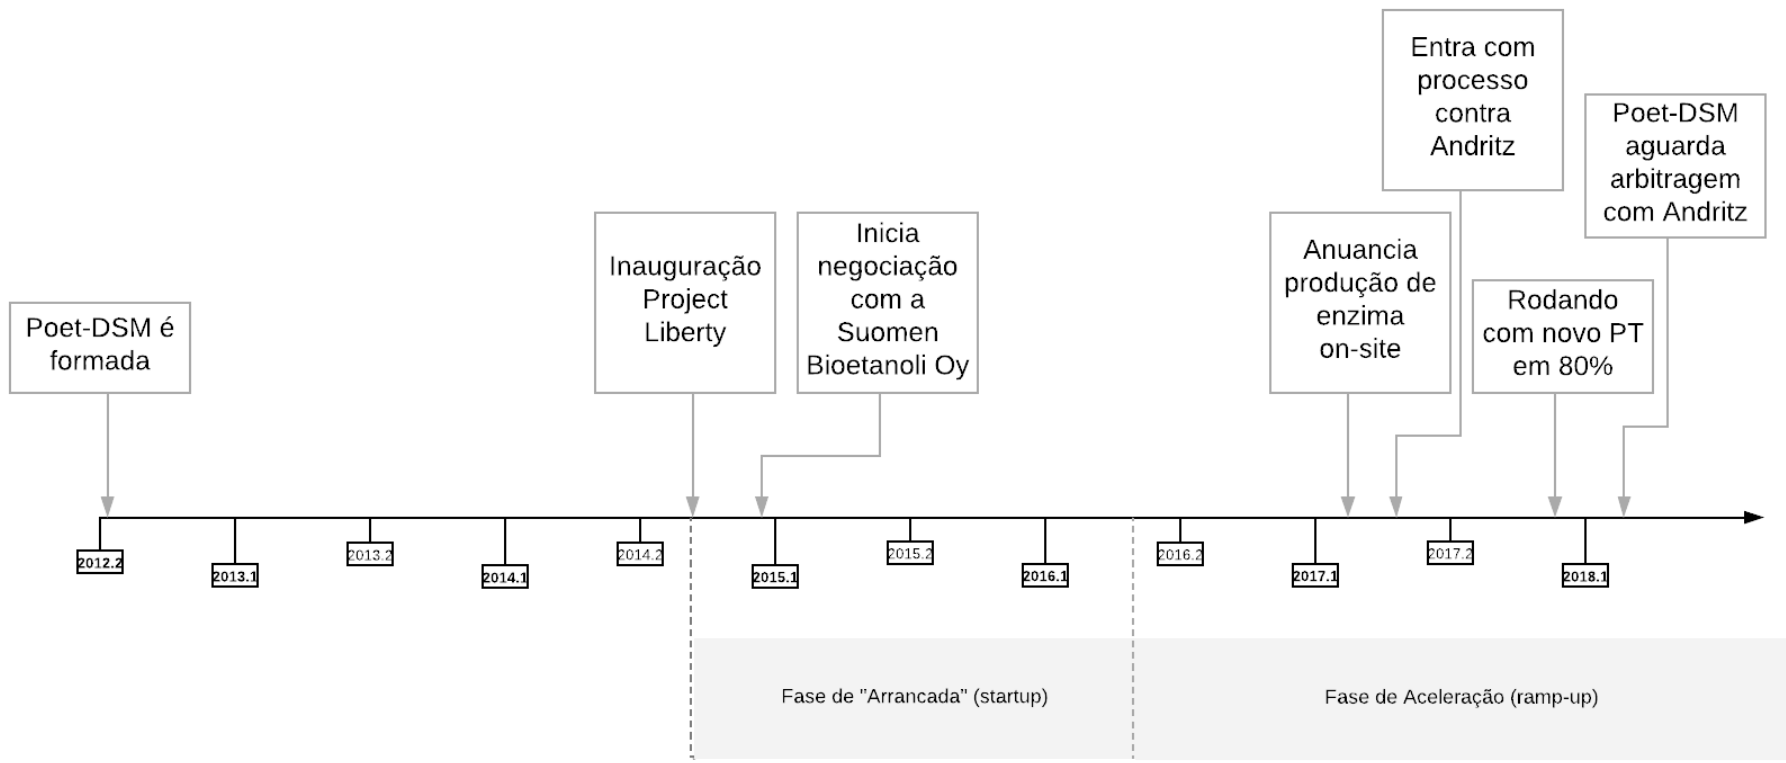 Poet-DSM é
formada
Inauguração
Project
Liberty
Inicia
negociação
com a
Suomen
Bioetanoli Oy
Anuancia
produção de
enzima
on-site
Entra com
processo
contra
Andritz
Rodando
com novo PT
em 80%
Poet-DSM
aguarda
arbitragem
com Andritz
2012.2
2013.1
2013.2
2014.1
2014.2
2015.1
2015.2
2016.1
2016.2
2017.1
2017.2
2018.1
Fase de "Arrancada" (startup)
Fase de Aceleração (ramp-up)